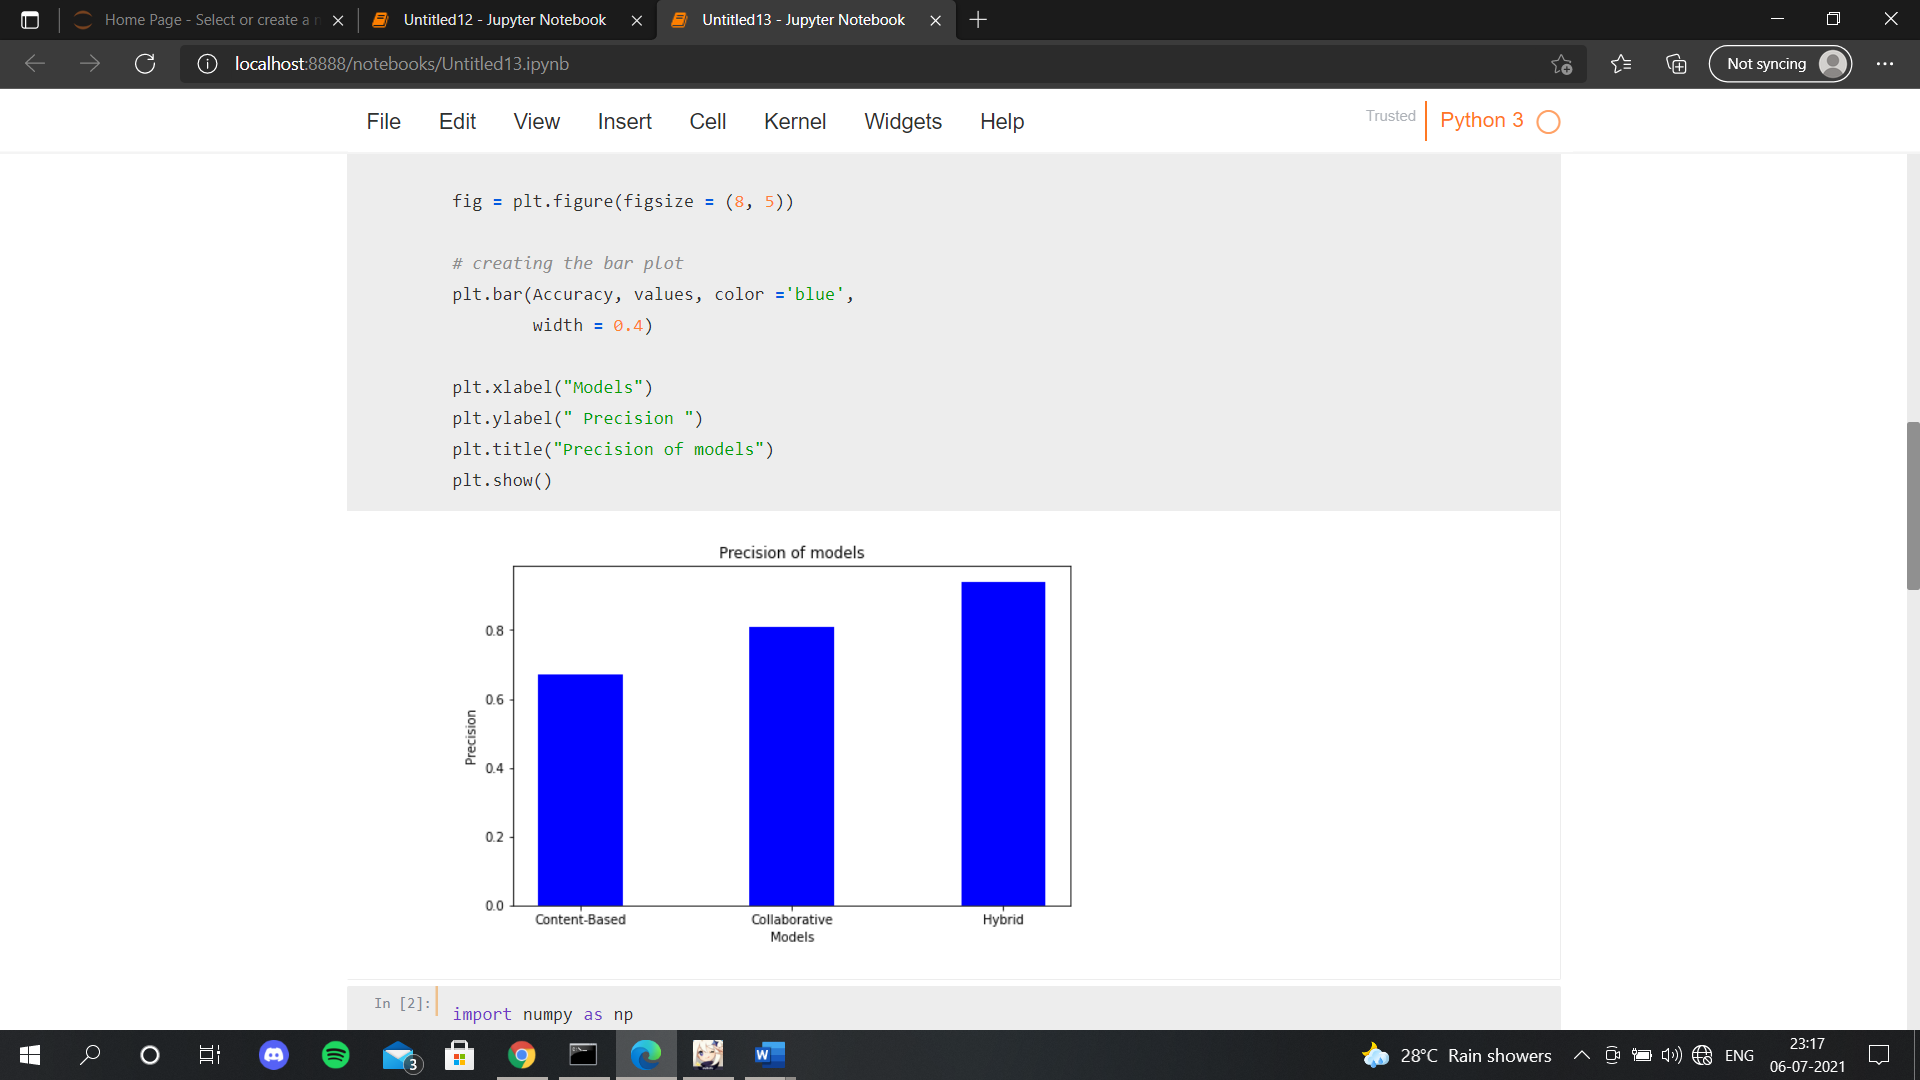 Home Page - Select or create a n
Untitled12 - Jupyter Notebook
Untitled13 - Jupyter Notebook
localhost:8888/notebooks/Untitled13.ipynb
Not syncing
File Edit View Insert Cell Kernel Widgets Help
Trusted
Python 3
fig = plt.figure(figsize = (8, 5))
# creating the bar plot
plt.bar(Accuracy, values, color ='blue',
width = 0.4)
plt.xlabel("Models")
plt.ylabel(" Precision ")
plt.title("Precision of models")
plt.show()
Precision of models
0.8
0.6
0.4
0.2
0.0
Precision
Content-Based Collaborative Hybrid
Models
In [2]:
import numpy as np
3
W
28°C Rain showers
ENG
23:17
06-07-2021